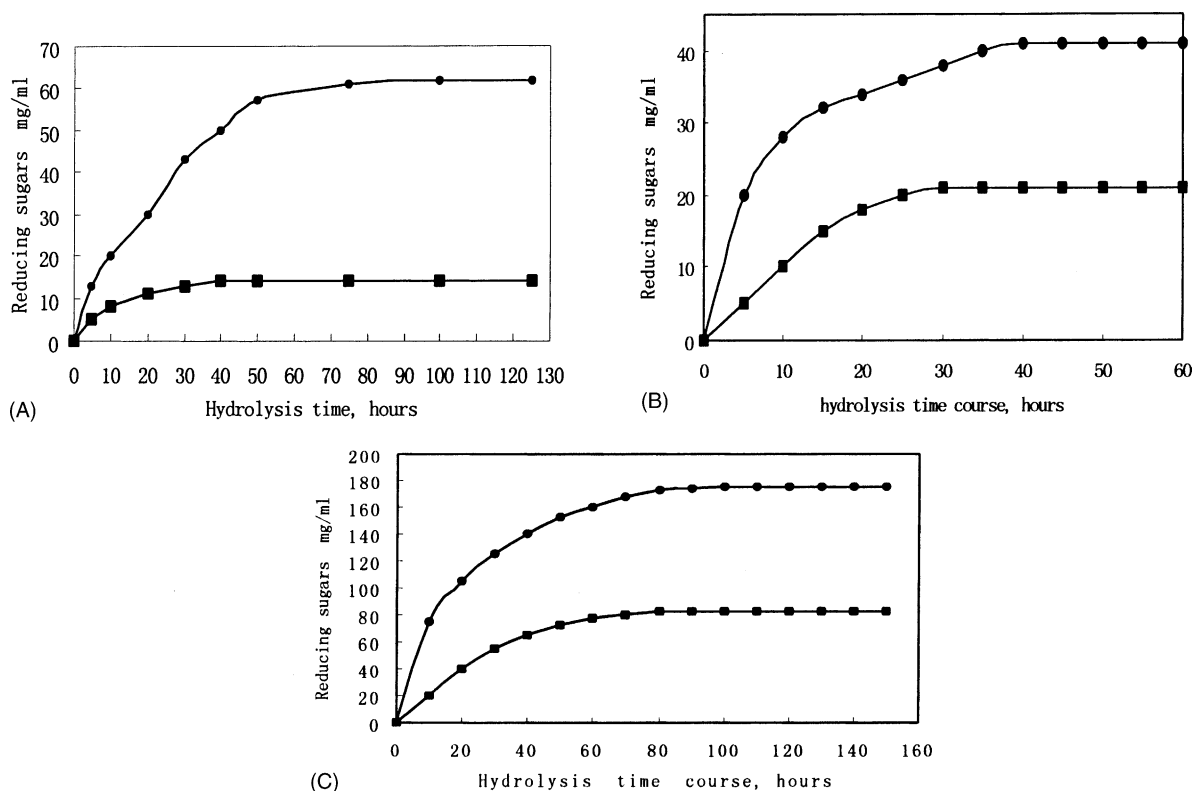 70
60
50
40
30
20
10
0
Reducing sugars mg/ml
0 10 20 30 40 50 60 70 80 90 100 110 120 130
Hydrolysis time, hours
(A)
40
30
20
10
0
Reducing sugars mg/ml
0 10 20 30 40 50 60
hydrolysis time course, hours
(B)
200
180
160
140
120
100
80
60
40
20
0
Reducing sugars mg/ml
0 20 40 60 80 100 120 140 160
Hydrolysis time course, hours
(C)